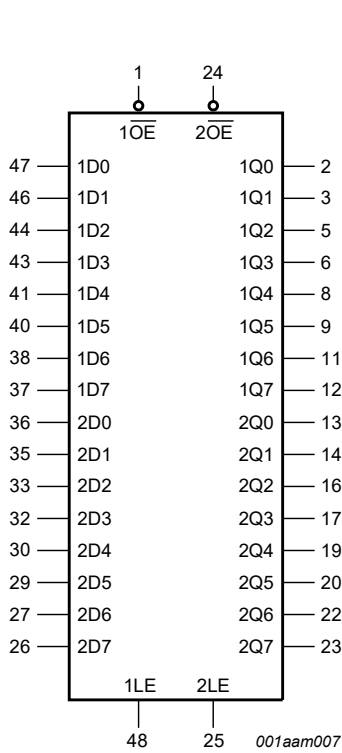 1 24
1OE 2OE
47 1D0 1Q0 2
46 1D1 1Q1 3
44 1D2 1Q2 5
43 1D3 1Q3 6
41 1D4 1Q4 8
40 1D5 1Q5 9
38 1D6 1Q6 11
37 1D7 1Q7 12
36 2D0 2Q0 13
35 2D1 2Q1 14
33 2D2 2Q2 16
32 2D3 2Q3 17
30 2D4 2Q4 19
29 2D5 2Q5 20
27 2D6 2Q6 22
26 2D7 2Q7 23
1LE 2LE
48 25 001aam007